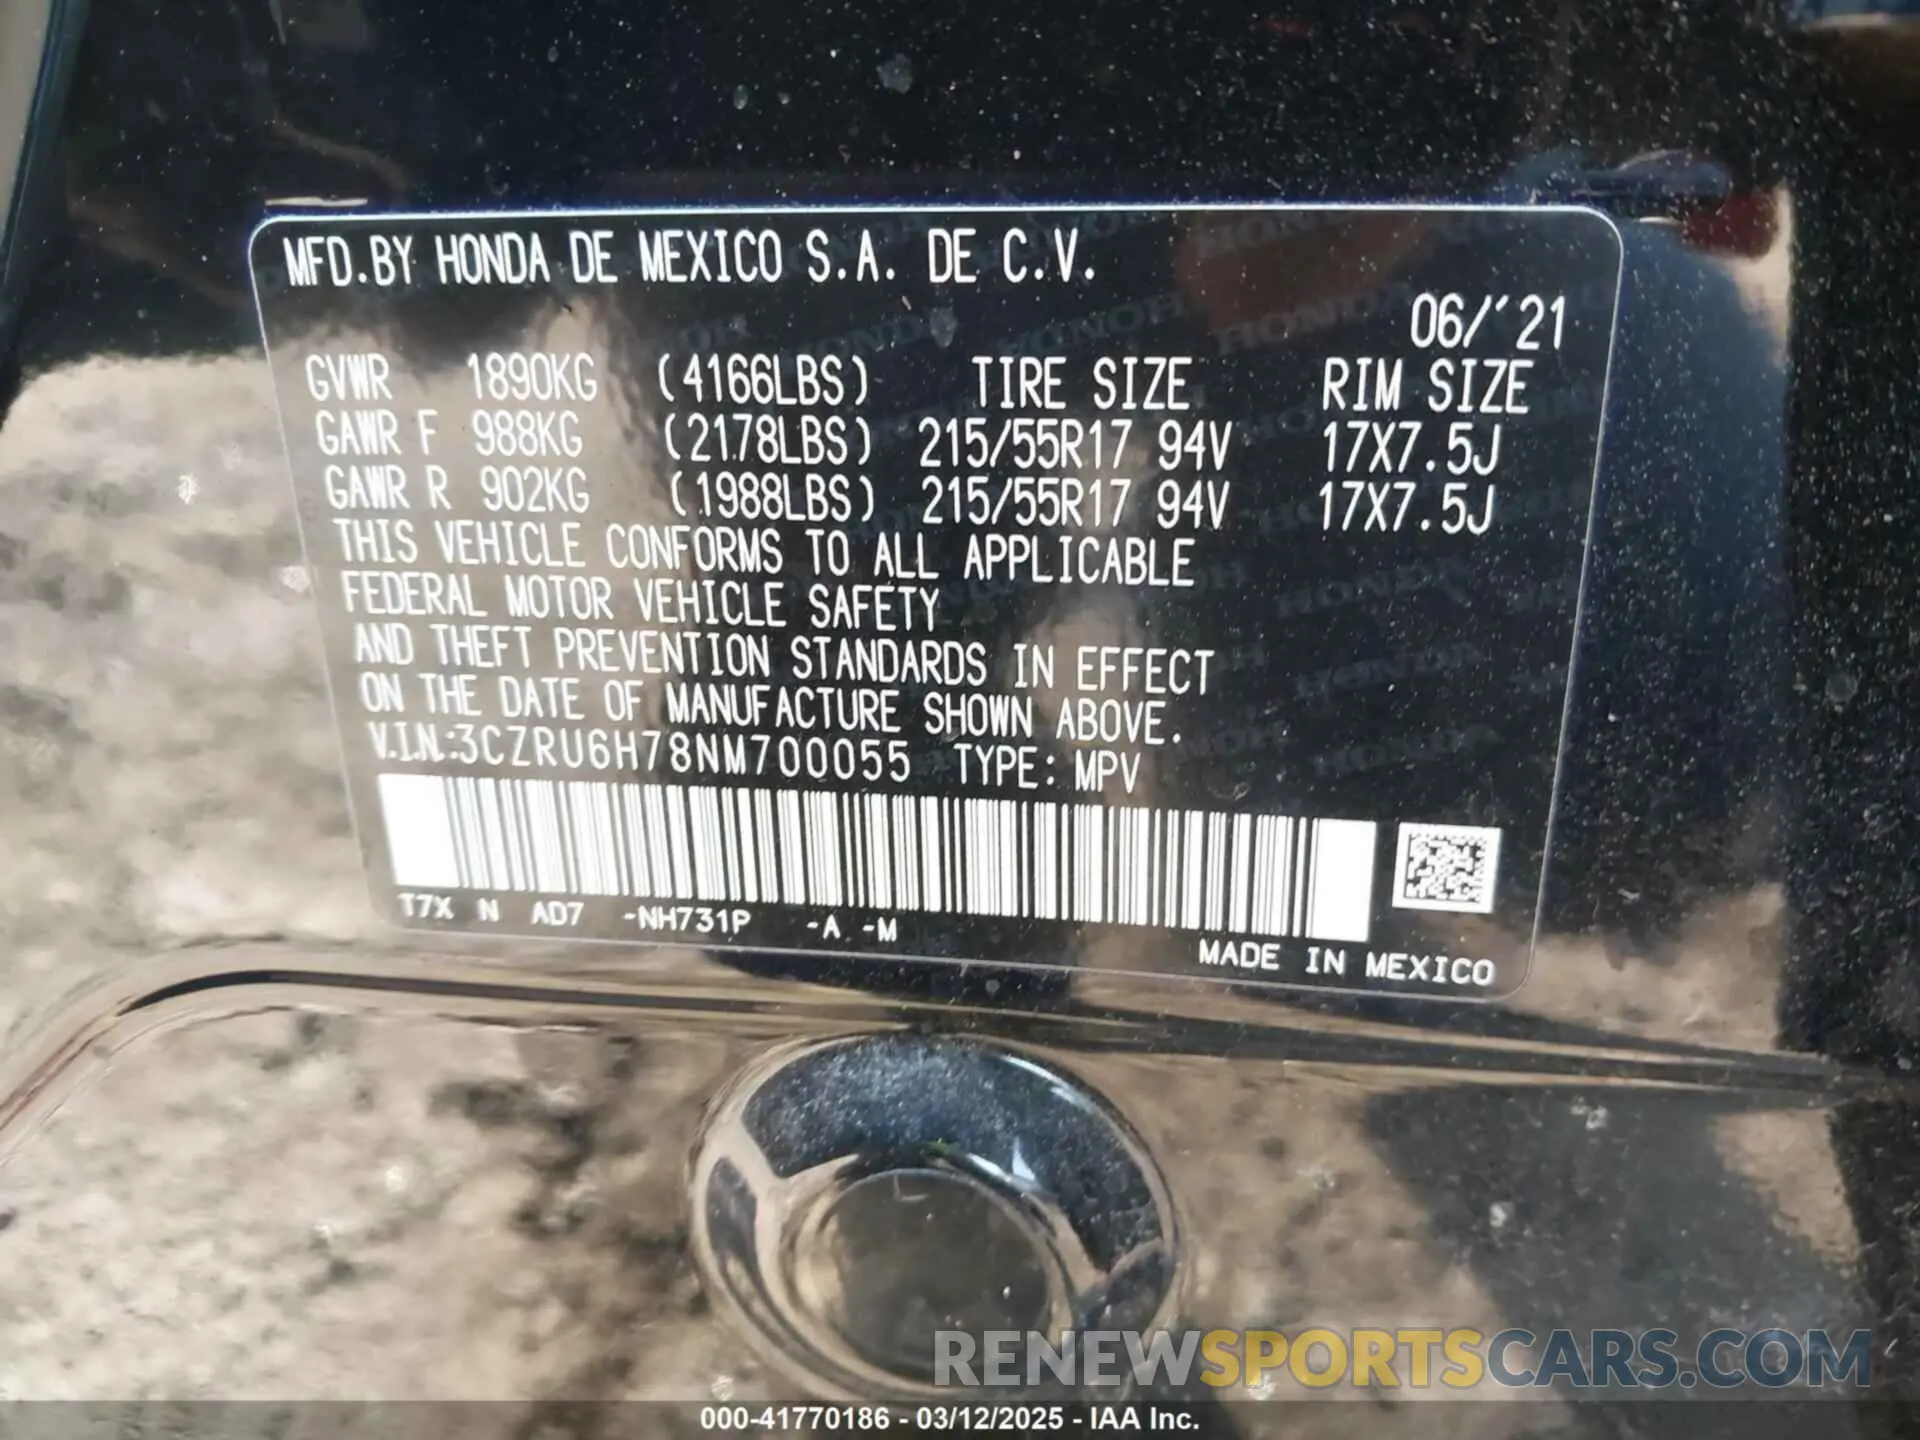 MFD.BY HONDA DE MEXICO S.A. DE C.V.
06/'21
GVWR 1890KG (4166LBS) TIRE SIZE RIM SIZE
GAWR F 988KG (2178LBS) 215/55R17 94V 17X7.5J
GAWR R 902KG (1988LBS) 215/55R17 94V 17X7.5J
THIS VEHICLE CONFORMS TO ALL APPLICABLE
FEDERAL MOTOR VEHICLE SAFETY
AND THEFT PREVENTION STANDARDS IN EFFECT
ON THE DATE OF MANUFACTURE SHOWN ABOVE.
V.I.N.:3CZRU6H78NM700055 TYPE: MPV
T7X N AD7 -NH731P -A -M
MADE IN MEXICO
RENEWSPORTSCARS.COM
000-41770186 - 03/12/2025 - IAA Inc.